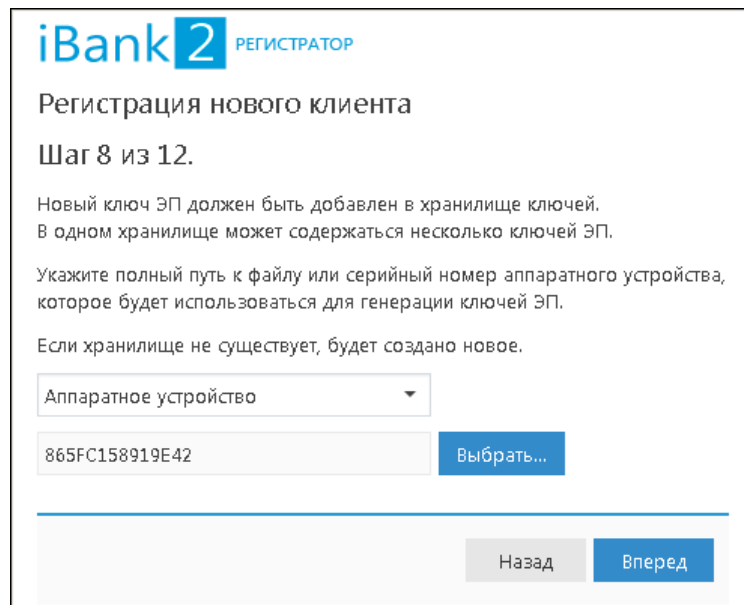 iBank 2 РЕГИСТРАТОР
Регистрация нового клиента
Шаг 8 из 12.
Новый ключ ЭП должен быть добавлен в хранилище ключей.
В одном хранилище может содержаться несколько ключей ЭП.
Укажите полный путь к файлу или серийный номер аппаратного устройства,
которое будет использоваться для генерации ключей ЭП.
Если хранилище не существует, будет создано новое.
Аппаратное устройство
865FC158919E42 Выбрать...
Назад Вперед